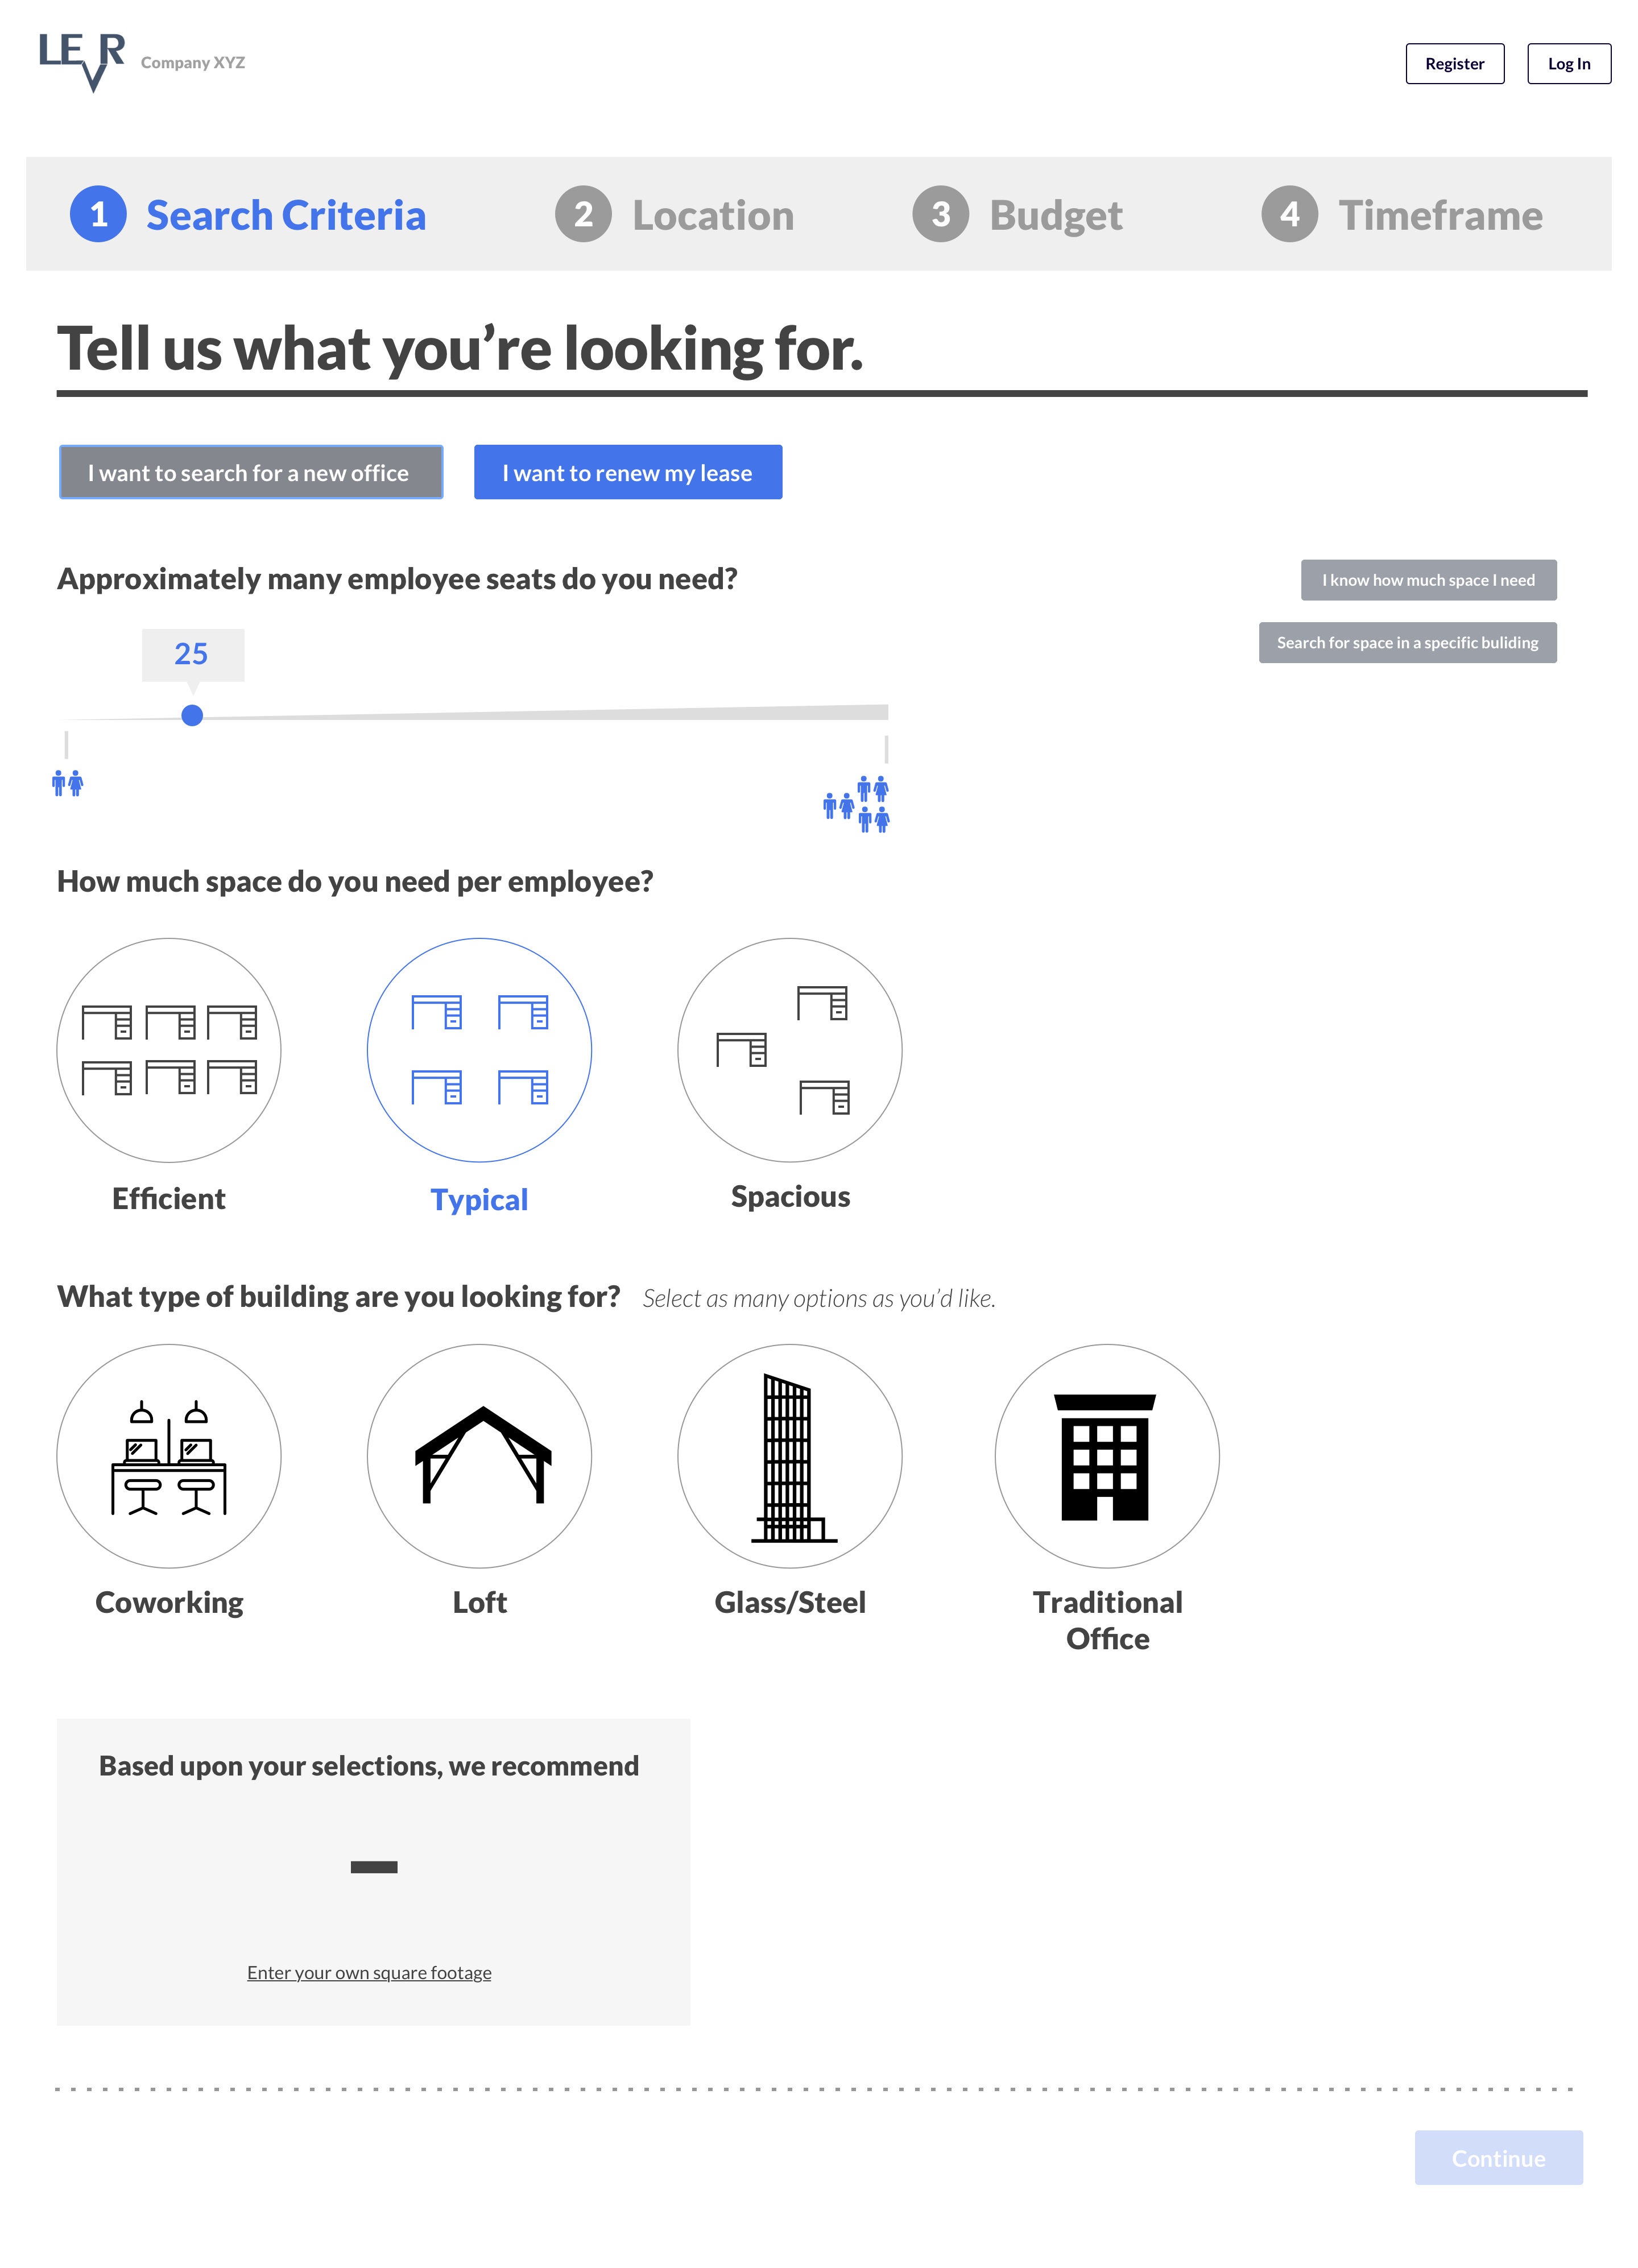 LEVR
Company XYZ
Register
Log In
1 Search Criteria
2 Location
3 Budget
4 Timeframe
Tell us what you’re looking for.
I want to search for a new office
I want to renew my lease
Approximately many employee seats do you need?
I know how much space I need
Search for space in a specific buliding
25
How much space do you need per employee?
Efficient
Typical
Spacious
What type of building are you looking for? Select as many options as you’d like.
Coworking
Loft
Glass/Steel
Traditional
Office
Based upon your selections, we recommend
–
Enter your own square footage
Continue